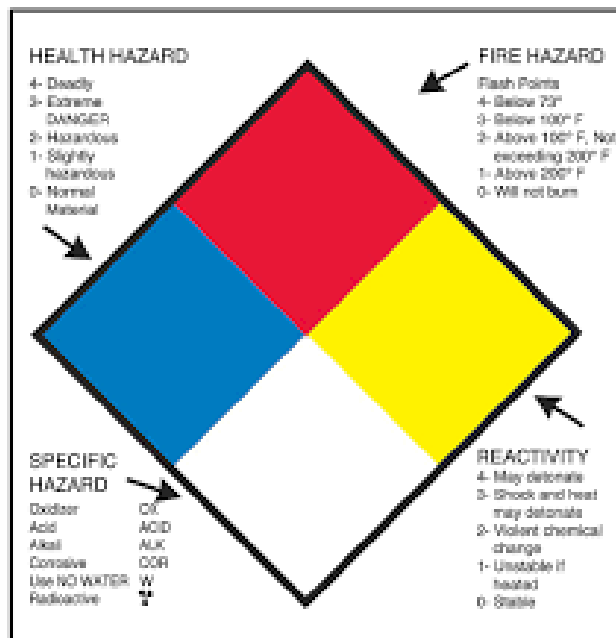 HEALTH HAZARD
4- Deadly
3- Extreme
DANGER
2- Hazardous
1- Slightly
hazardous
0- Normal
Material
FIRE HAZARD
Flash Points
4- Below 73°
3- Below 100° F
2- Above 100° F, Not
exceeding 200° F
1- Above 200° F
0- Will not burn
SPECIFIC
HAZARD
Oxidizer OX
Acid ACID
Alkali ALK
Corrosive COR
Use NO WATER W
Radioactive
REACTIVITY
4- May detonate
3- Shock and heat
may detonate
2- Violent chemical
change
1- Unstable if
heated
0- Stable